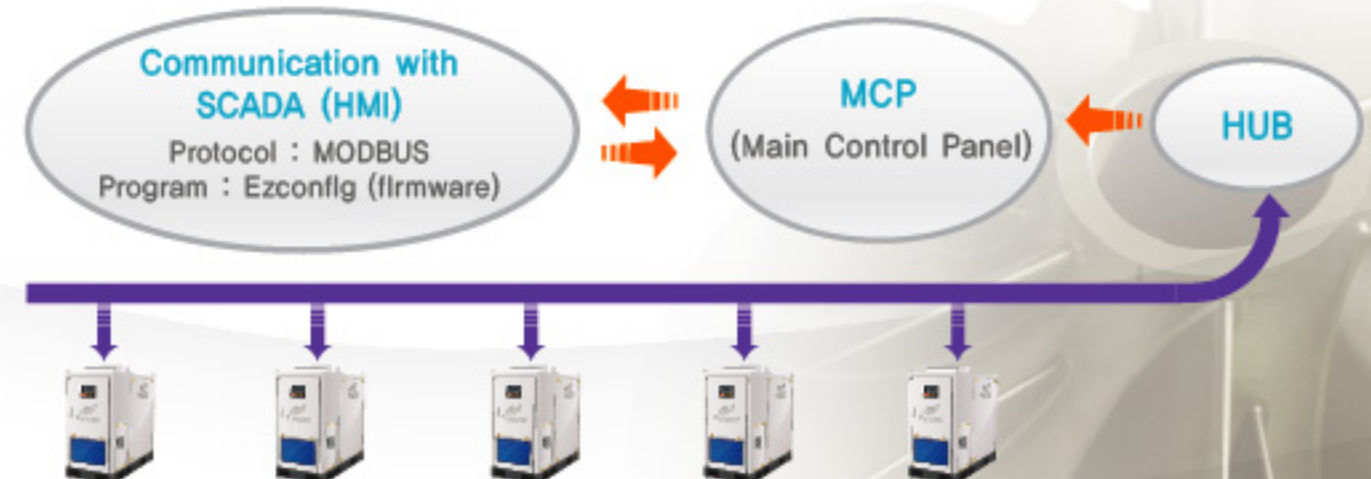 Communication with
SCADA (HMI)
Protocol : MODBUS
Program : Ezconfig (firmware)
MCP
(Main Control Panel)
HUB